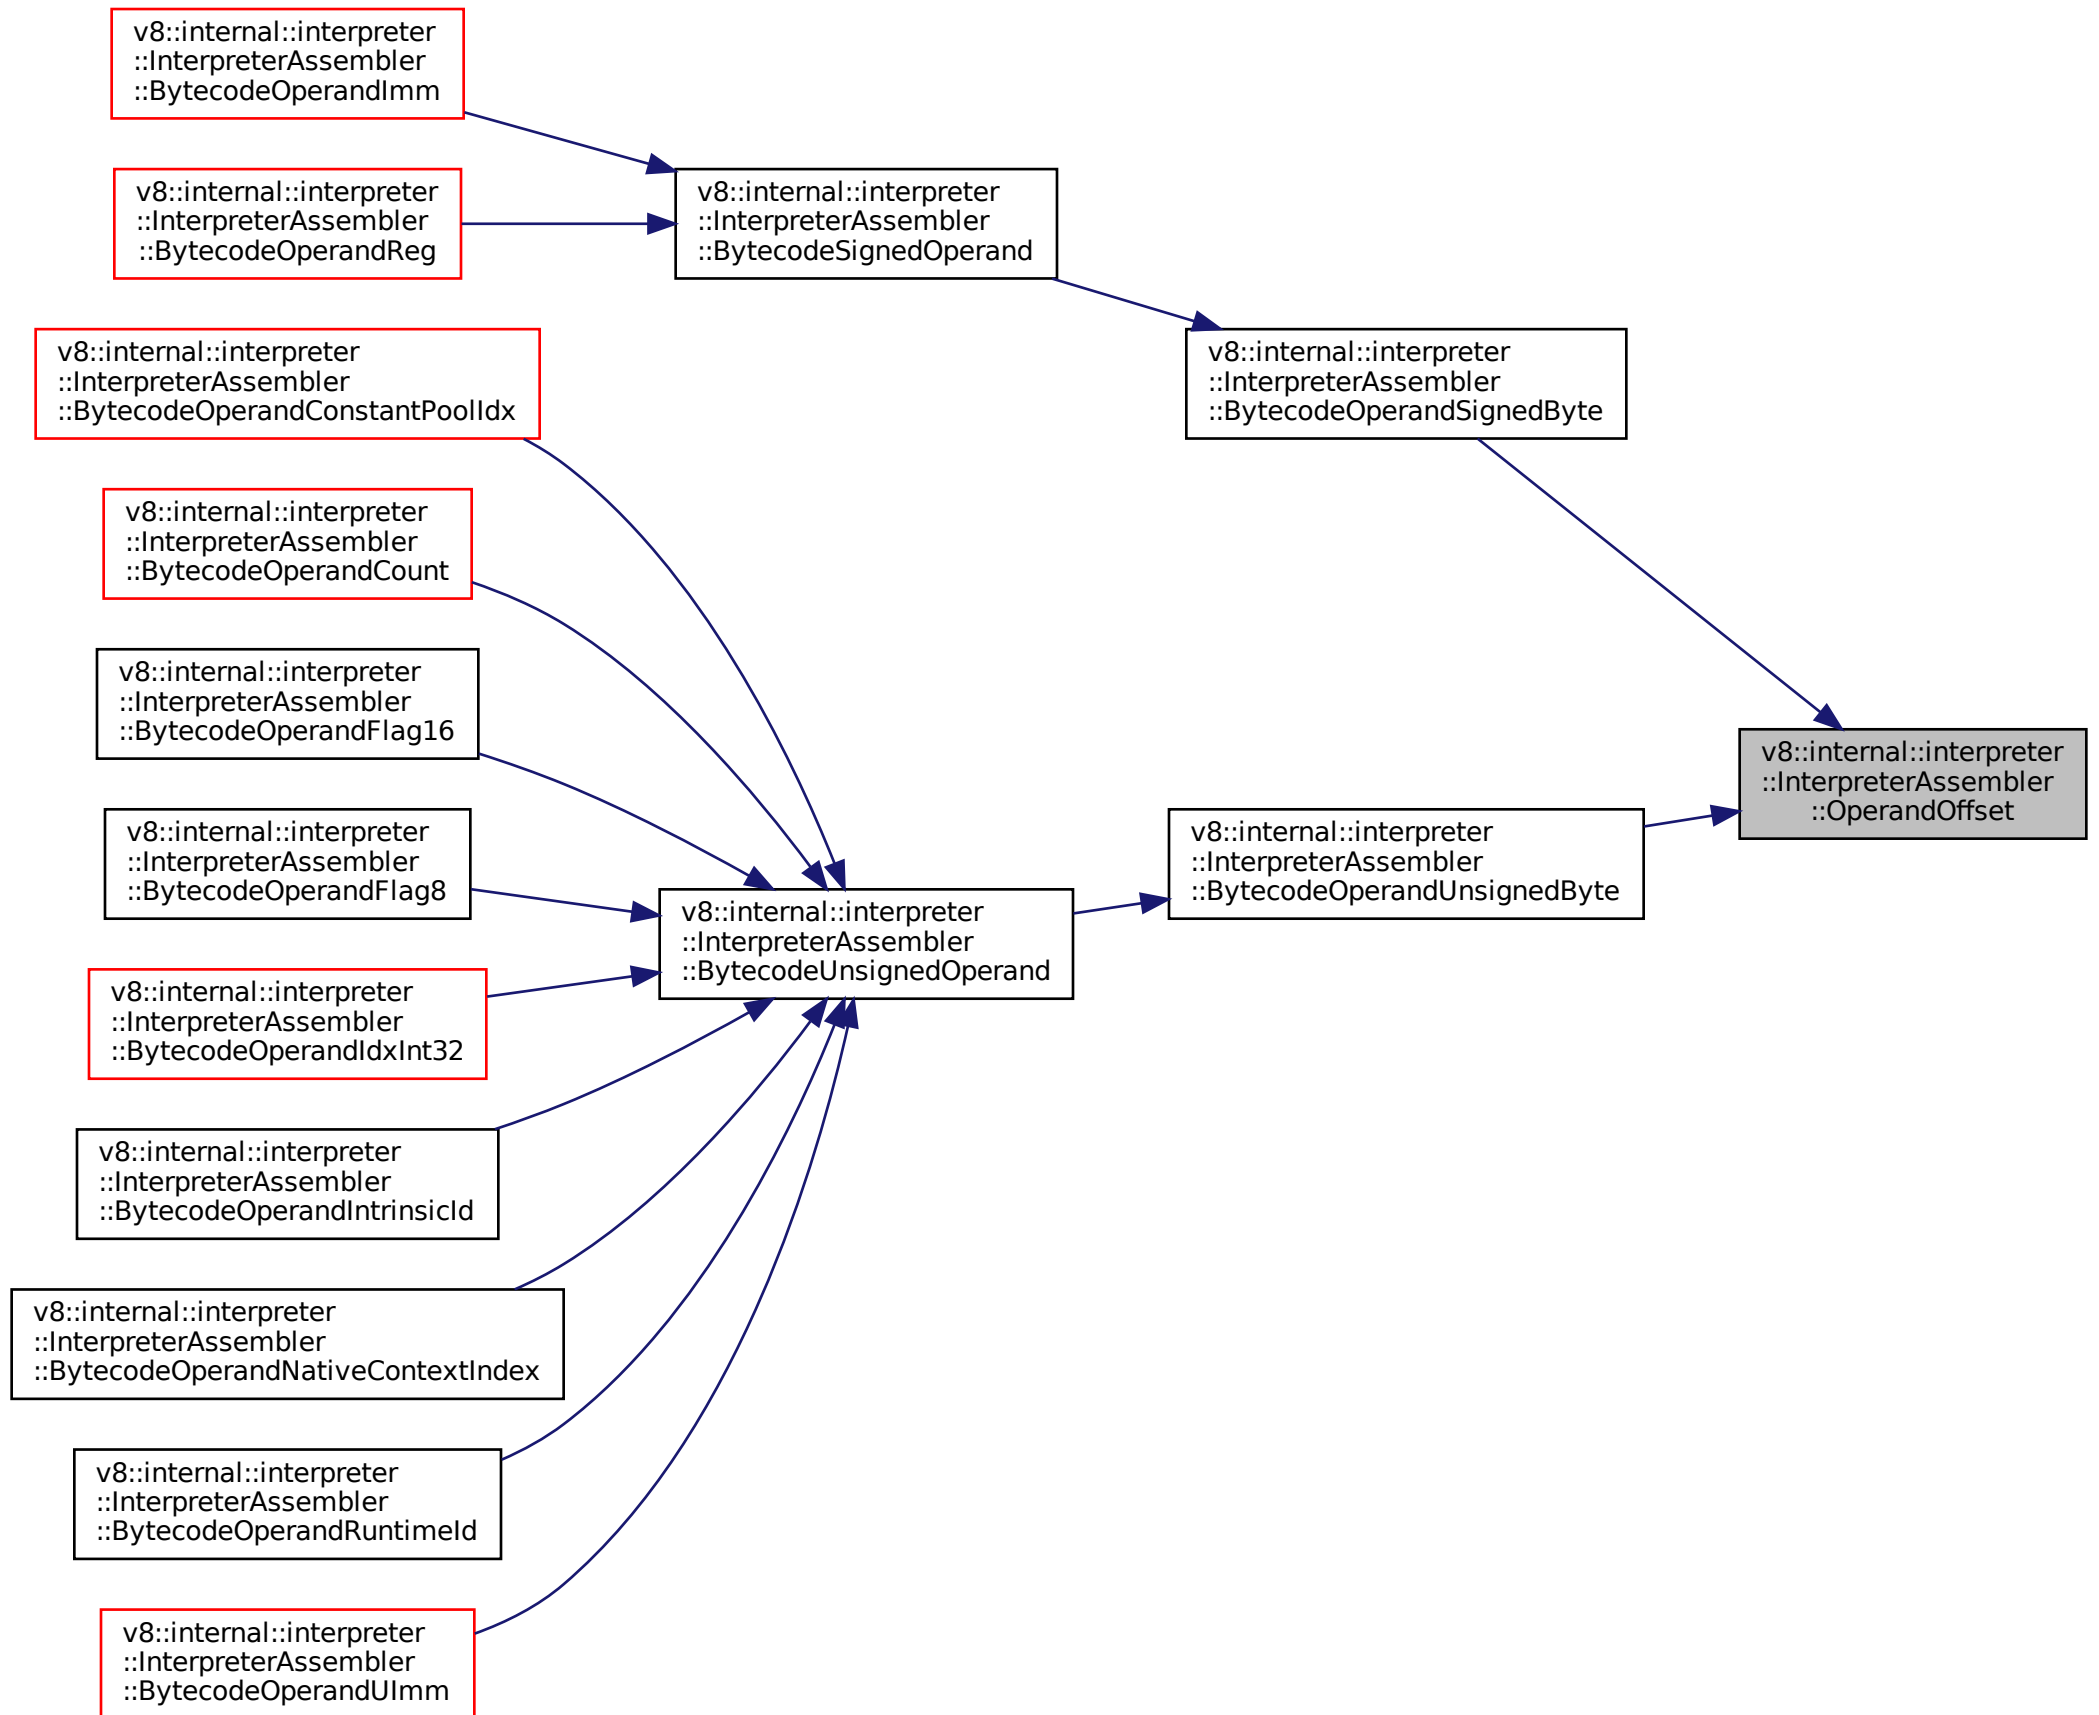 v8::internal::interpreter
::InterpreterAssembler
::BytecodeOperandImm
v8::internal::interpreter
::InterpreterAssembler
::BytecodeOperandReg
v8::internal::interpreter
::InterpreterAssembler
::BytecodeSignedOperand
v8::internal::interpreter
::InterpreterAssembler
::BytecodeOperandConstantPoolIdx
v8::internal::interpreter
::InterpreterAssembler
::BytecodeOperandSignedByte
v8::internal::interpreter
::InterpreterAssembler
::BytecodeOperandCount
v8::internal::interpreter
::InterpreterAssembler
::BytecodeOperandFlag16
v8::internal::interpreter
::InterpreterAssembler
::OperandOffset
v8::internal::interpreter
::InterpreterAssembler
::BytecodeOperandFlag8
v8::internal::interpreter
::InterpreterAssembler
::BytecodeOperandUnsignedByte
v8::internal::interpreter
::InterpreterAssembler
::BytecodeUnsignedOperand
v8::internal::interpreter
::InterpreterAssembler
::BytecodeOperandIdxInt32
v8::internal::interpreter
::InterpreterAssembler
::BytecodeOperandIntrinsicId
v8::internal::interpreter
::InterpreterAssembler
::BytecodeOperandNativeContextIndex
v8::internal::interpreter
::InterpreterAssembler
::BytecodeOperandRuntimeId
v8::internal::interpreter
::InterpreterAssembler
::BytecodeOperandUImm